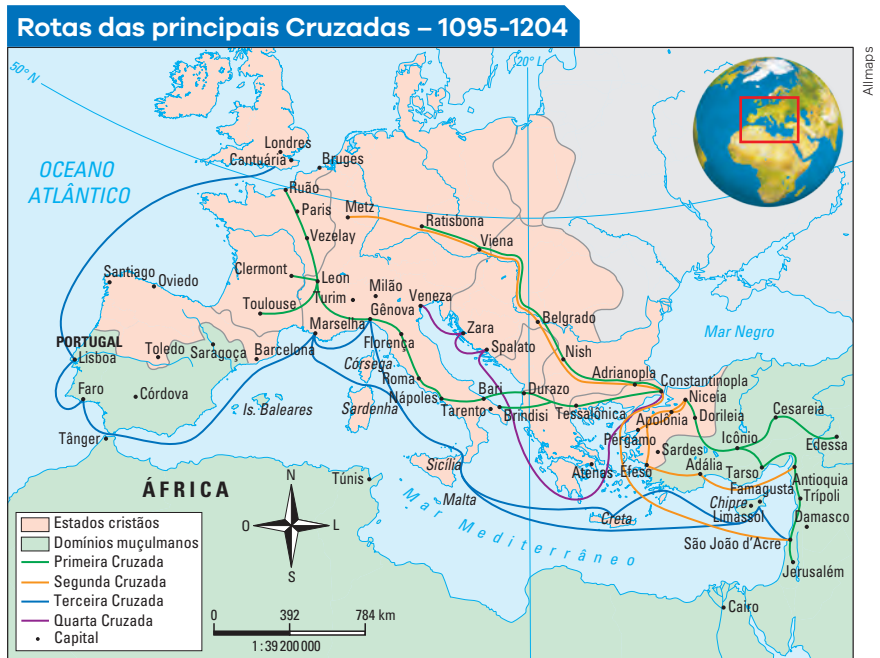 Rotas das principais Cruzadas – 1095-1204
Allmaps
50° N
20° L
OCEANO
ATLÂNTICO
Londres
Cantuária
Bruges
Ruão
Paris
Metz
Ratisbona
Vezelay
Viena
Clermont
Leon
Santiago
Oviedo
Milão
Turim
Veneza
Toulouse
Gênova
Belgrado
Mar Negro
Marselha
Zara
PORTUGAL
Lisboa
Toledo
Saragoça
Barcelona
Florença
Spalato
Nish
Córsega
Adrianopla
Constantinopla
Faro
Córdova
Roma
Bari
Durazo
Niceia
Is. Baleares
Sardenha
Nápoles
Tarento
Brindisi
Tessalônica
Apolônia
Dorileia
Cesareia
Tânger
Pérgamo
Icônio
Edessa
Sardes
Sicília
Atenas
Efeso
Adália
Tarso
Túnis
Antioquia
Famagusta
ÁFRICA
Malta
Creta
Chipre
Trípoli
Limassol
Damasco
Mar Mediterrâneo
São João d'Acre
Jerusalém
Cairo
N
O
L
S
Estados cristãos
Domínios muçulmanos
Primeira Cruzada
Segunda Cruzada
Terceira Cruzada
Quarta Cruzada
Capital
0 392 784 km
1 : 39 200 000